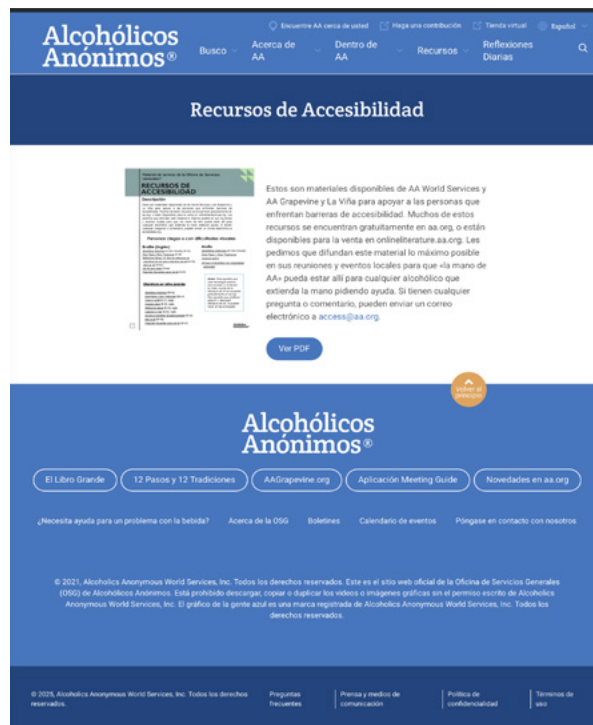 Encuentre AA cerca de usted
Haga una contribución
Tienda virtual
Español
Alcohólicos
Anónimos®
Busco
Acerca de
AA
Dentro de
AA
Recursos
Reflexiones
Diarias
Recursos de Accesibilidad
RECURSOS DE
ACCESIBILIDAD
Descripción
Personas ciegas o con dificultades visuales
Estos son materiales disponibles de AA World Services y
AA Grapevine y La Viña para apoyar a las personas que
enfrentan barreras de accesibilidad. Muchos de estos
recursos se encuentran gratuitamente en aa.org, o están
disponibles para la venta en onlineliterature.aa.org. Les
pedimos que difundan este material lo máximo posible
en sus reuniones y eventos locales para que «la mano de
AA» pueda estar allí para cualquier alcohólico que
extienda la mano pidiendo ayuda. Si tienen cualquier
pregunta o comentario, pueden enviar un correo
electrónico a access@aa.org.
Ver PDF
Volver al
principio
Alcohólicos
Anónimos®
El Libro Grande
12 Pasos y 12 Tradiciones
AAGrapevine.org
Aplicación Meeting Guide
Novedades en aa.org
¿Necesita ayuda para un problema con la bebida?
Acerca de la OSG
Boletines
Calendario de eventos
Póngase en contacto con nosotros
© 2021, Alcoholics Anonymous World Services, Inc. Todos los derechos reservados. Este es el sitio web oficial de la Oficina de Servicios Generales
(OSG) de Alcohólicos Anónimos. Está prohibido descargar, copiar o duplicar los videos o imágenes gráficas sin el permiso escrito de Alcoholics
Anonymous World Services, Inc. El gráfico de la gente azul es una marca registrada de Alcoholics Anonymous World Services, Inc. Todos los
derechos reservados.
© 2025, Alcoholics Anonymous World Services, Inc. Todos los derechos
reservados.
Preguntas
frecuentes
Prensa y medios de
comunicación
Política de
confidencialidad
Términos de
uso